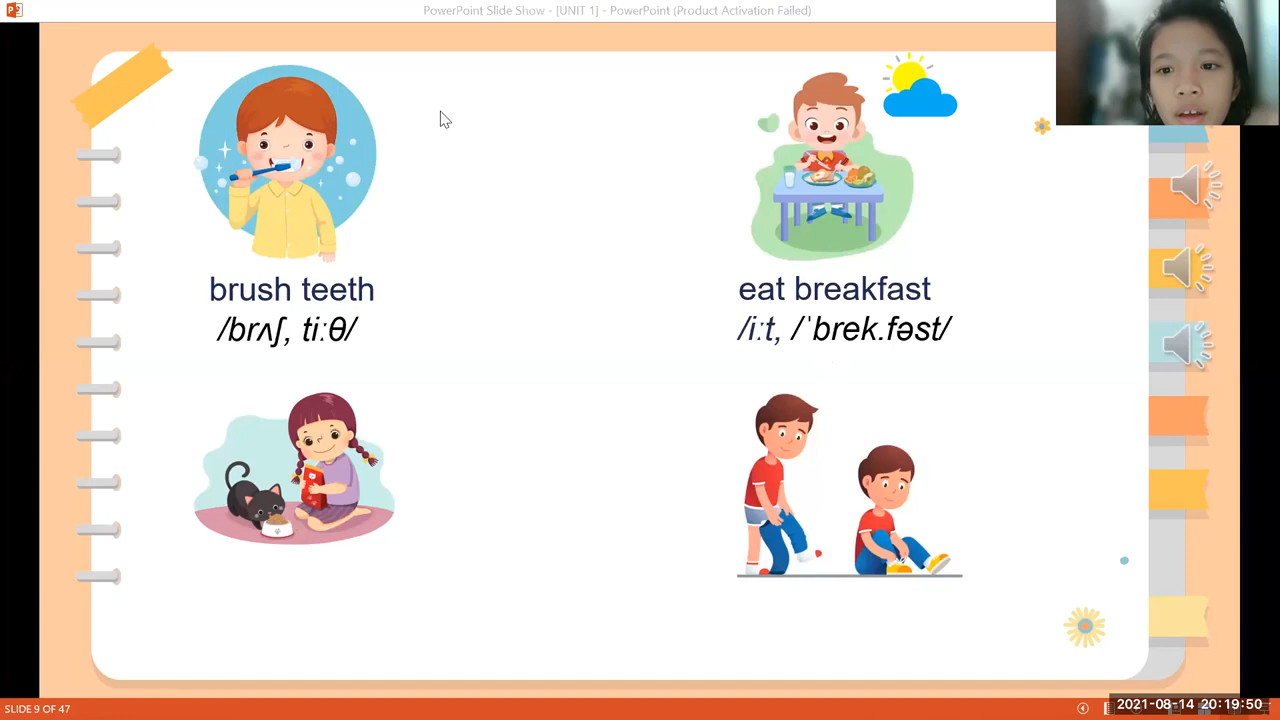 PowerPoint Slide Show - [UNIT 1] - PowerPoint (Product Activation Failed)
brush teeth
/brʌʃ, tiːθ/
eat breakfast
/iːt, /ˈbrek.fəst/
SLIDE 9 OF 47
2021-08-14 20:19:50